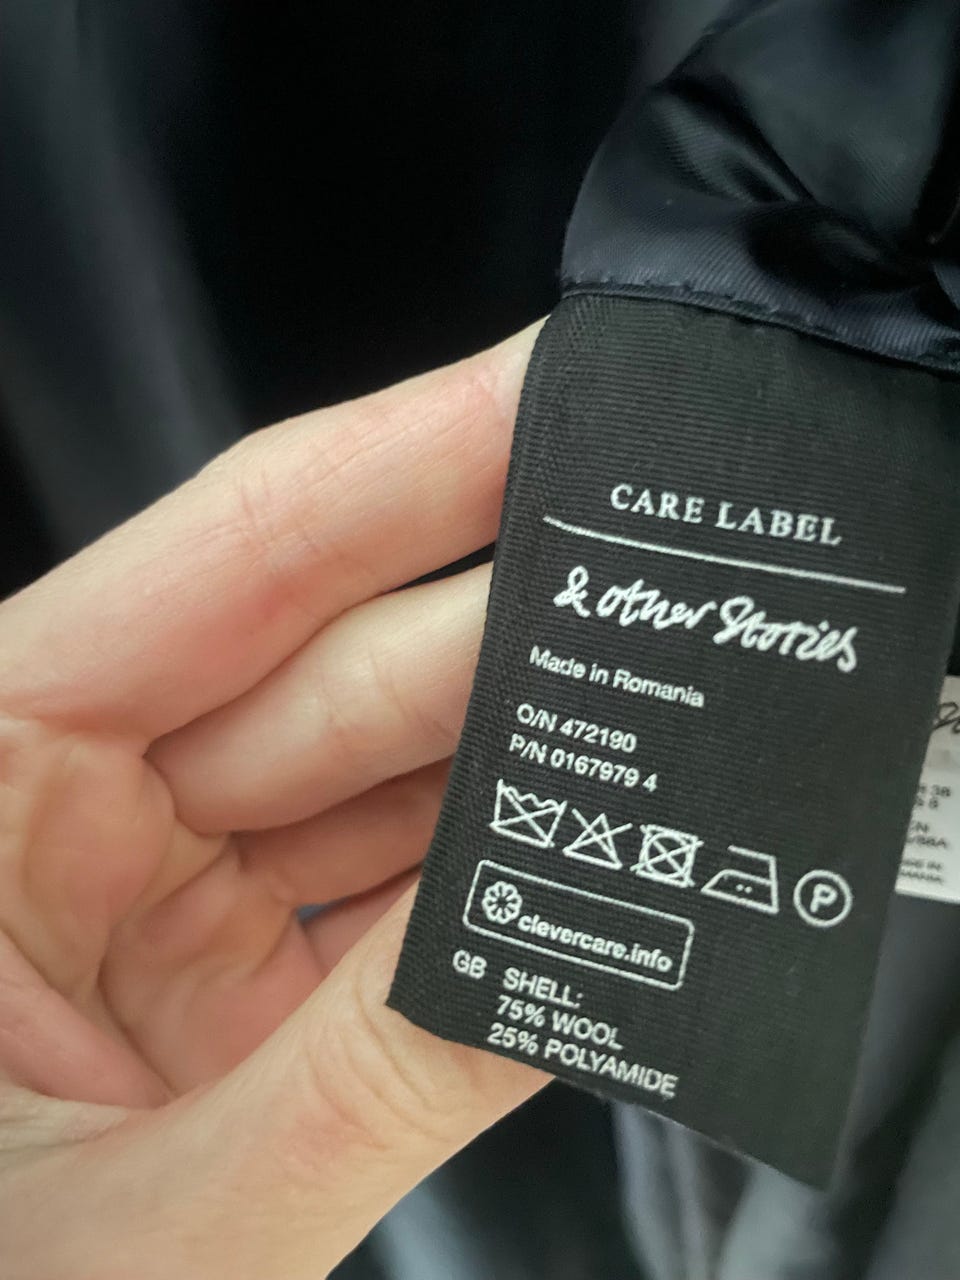 CARE LABEL
& other Stories
Made in Romania
O/N 472190
P/N 0167979 4
P
clevercare.info
GB SHELL:
75% WOOL
25% POLYAMIDE